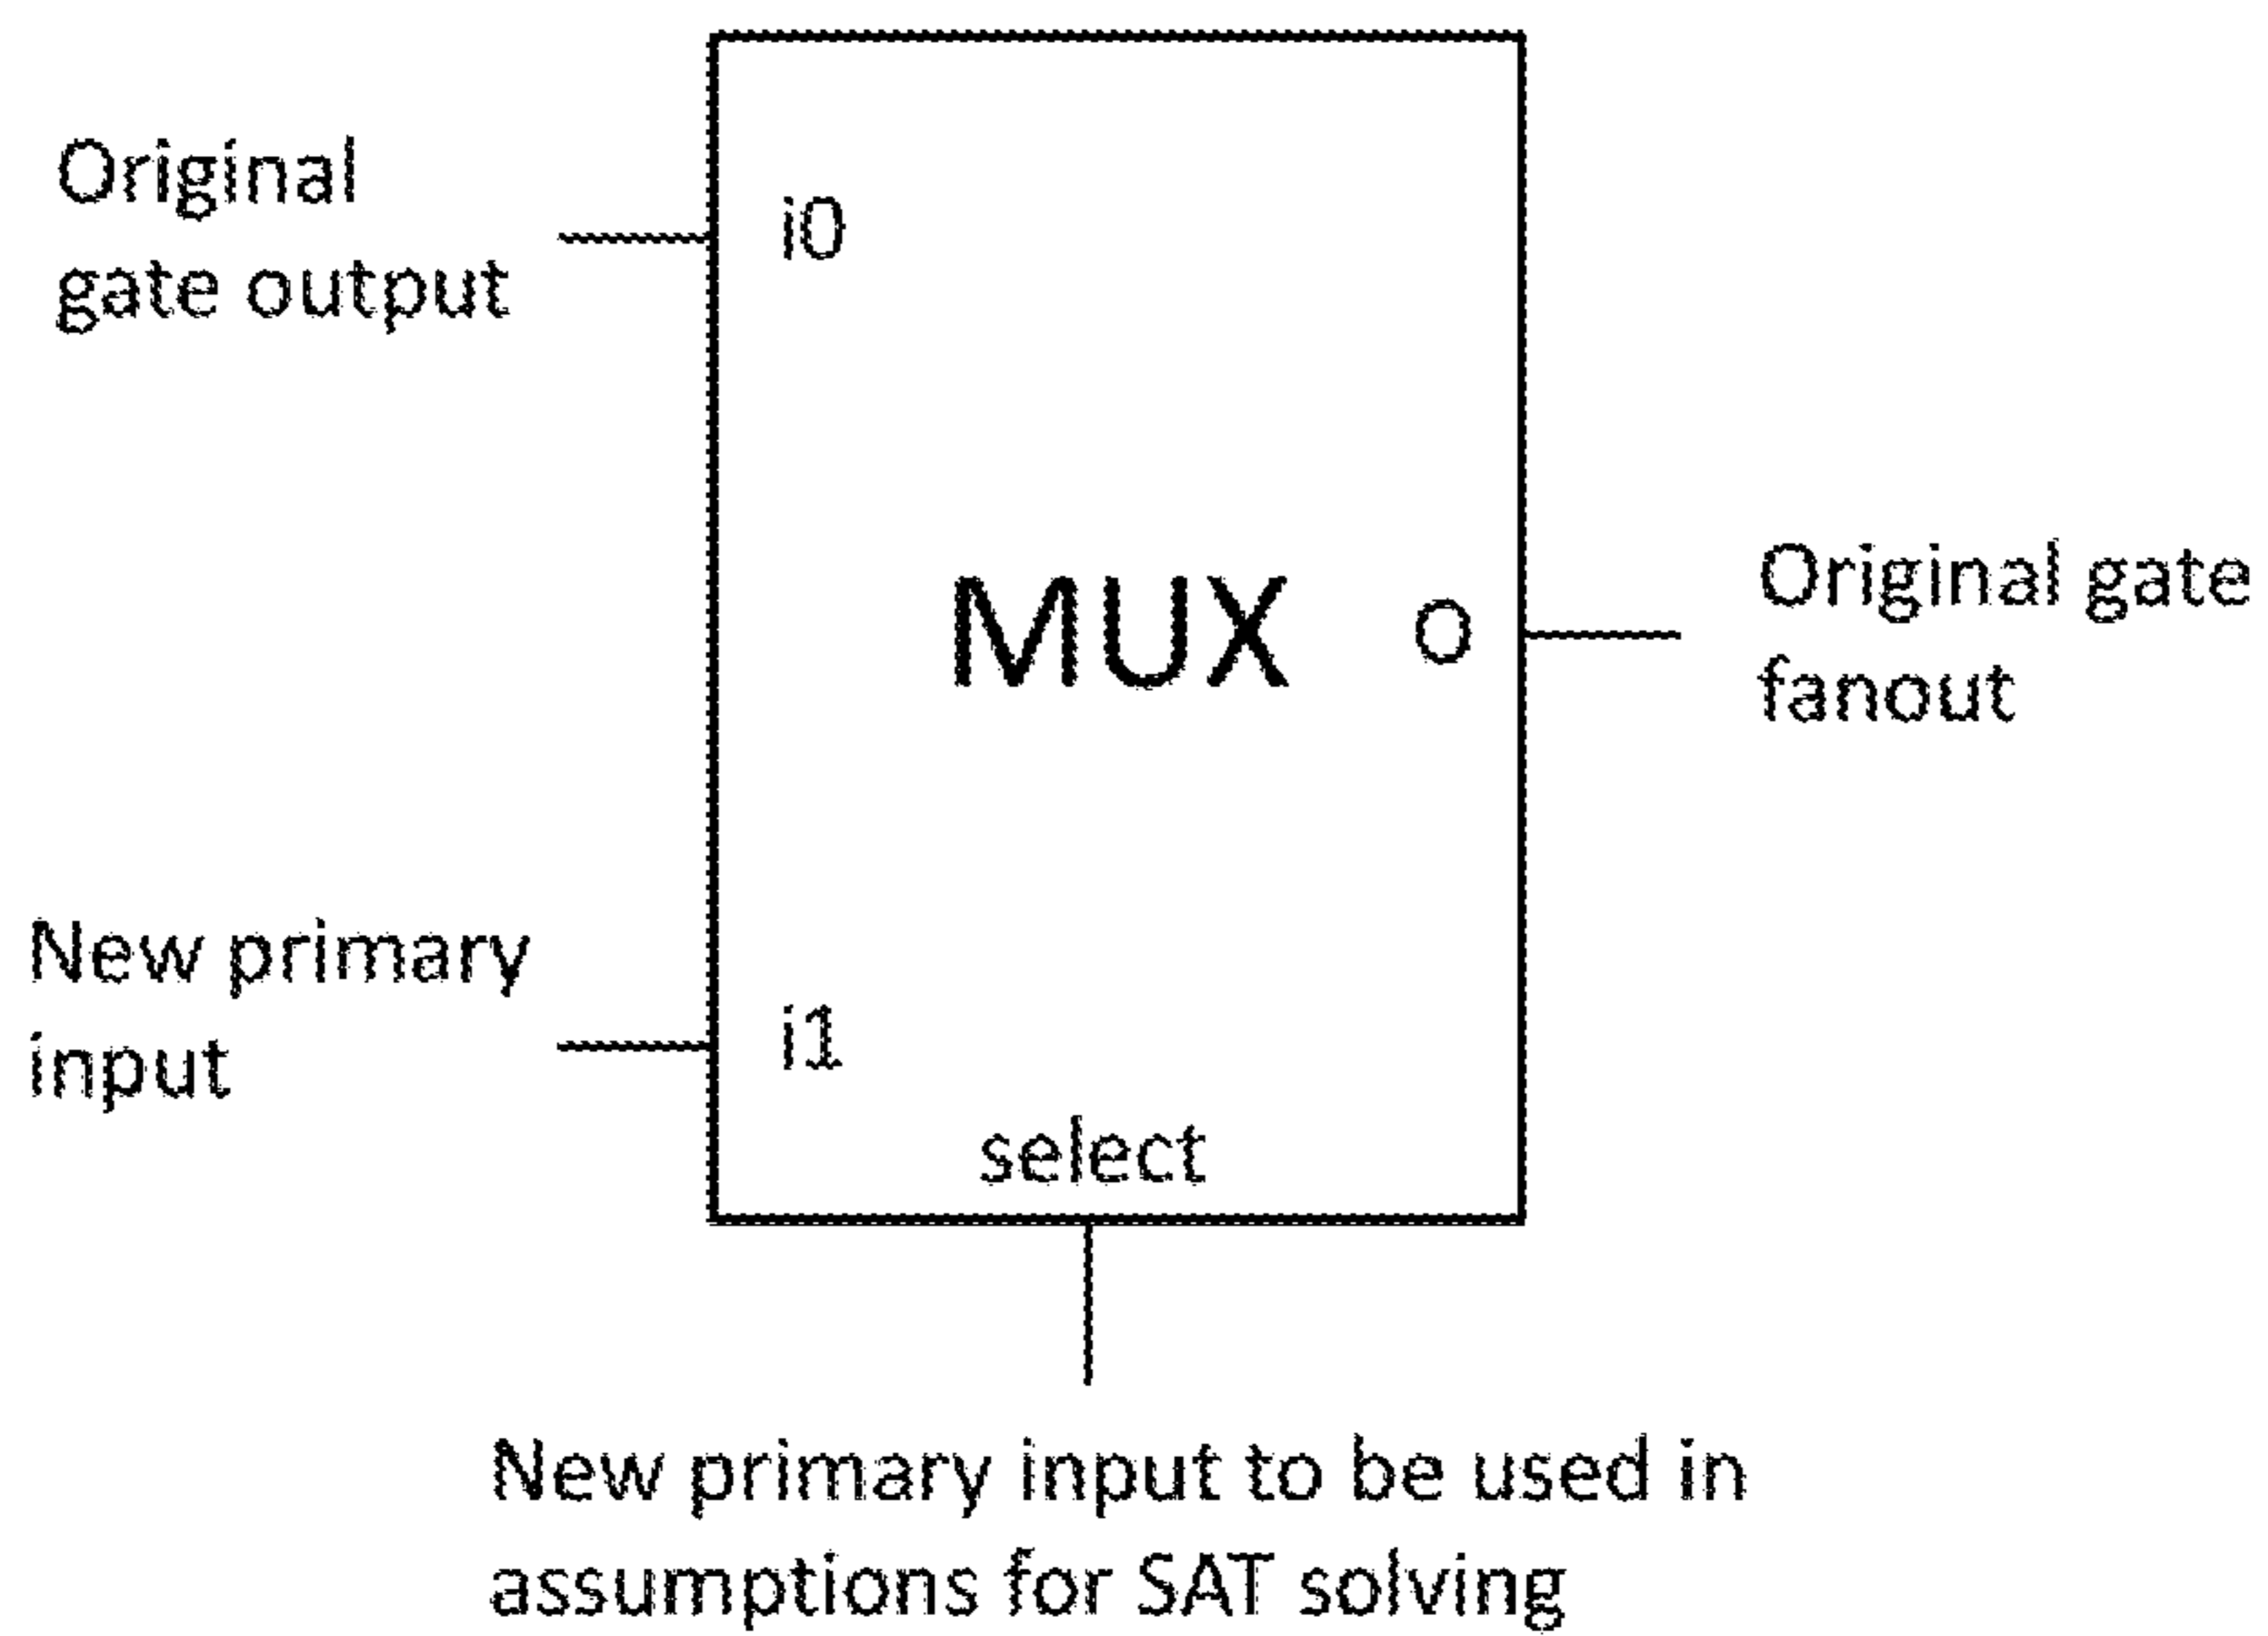 Original
gate output
i0
MUX
O
Original gate
fanout
New primary
input
i1
select
New primary input to be used in
assumptions for SAT solving